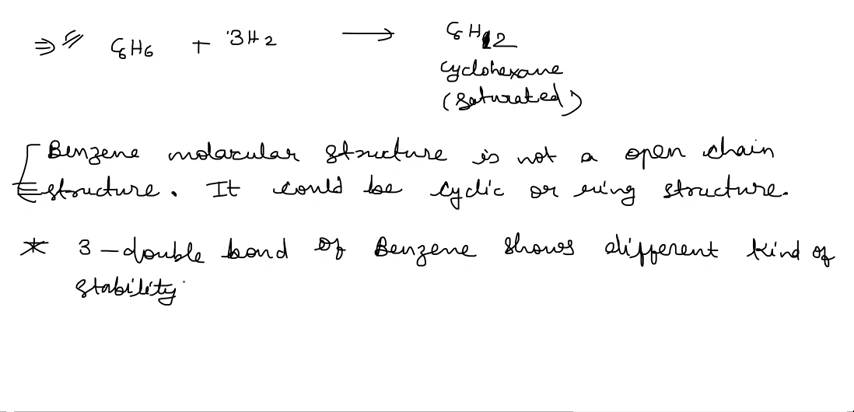 ⇒ C6H6 + 3H2 ⟶ C6H12
cyclohexane
(saturated)
Benzene molacular structure is not a open chain
structure. It could be cyclic or ring structure.
* 3-double bond of Benzene shows different kind of
stability